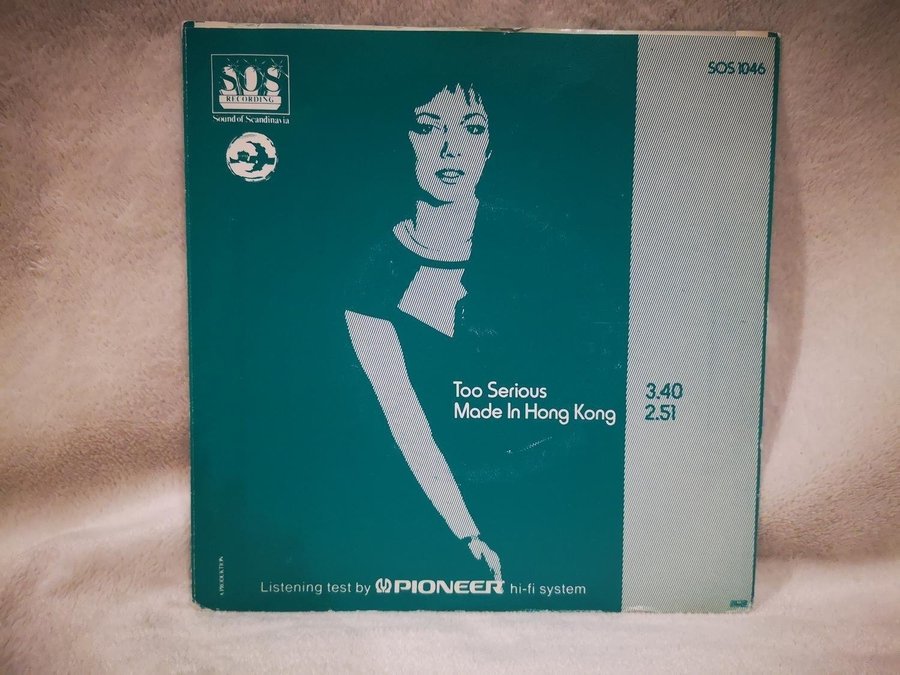 SOS
RECORDING
Sound of Scandinavia
SOS 1046
Too Serious 3.40
Made In Hong Kong 2.51
Listening test by PIONEER hi-fi system